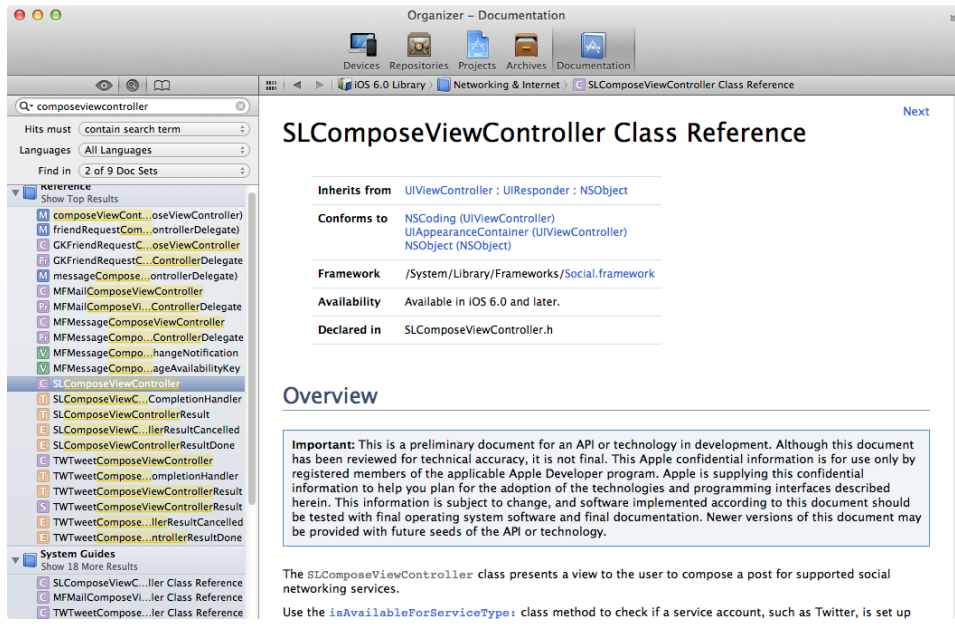 Organizer – Documentation
Devices Repositories Projects Archives Documentation
iOS 6.0 Library Networking & Internet C SLComposeViewController Class Reference
composeviewcontroller
Hits must contain search term
Languages All Languages
Find in 2 of 9 Doc Sets
Reference
Show Top Results
M composeViewCont...oseViewController)
M friendRequestCom...ontrollerDelegate)
C GKFriendRequestC...oseViewController
Pr GKFriendRequestC...ControllerDelegate
M messageCompose...ontrollerDelegate)
C MFMailComposeViewController
Pr MFMailComposeVi...ControllerDelegate
C MFMessageComposeViewController
Pr MFMessageCompo...ControllerDelegate
V MFMessageCompo...hangeNotification
V MFMessageCompo...ageAvailabilityKey
C SLComposeViewController
T SLComposeViewC...CompletionHandler
T SLComposeViewControllerResult
E SLComposeViewC...llerResultCancelled
E SLComposeViewControllerResultDone
C TWTweetComposeViewController
T TWTweetCompose...ompletionHandler
T TWTweetComposeViewControllerResult
S TWTweetComposeViewControllerResult
E TWTweetCompose...llerResultCancelled
E TWTweetCompose...ntrollerResultDone
System Guides
Show 18 More Results
C SLComposeViewC...ller Class Reference
C MFMailComposeVi...ler Class Reference
C TWTweetCompose...ler Class Reference
Next
SLComposeViewController Class Reference
Inherits from UIViewController : UIResponder : NSObject
Conforms to NSCoding (UIViewController)
UIAppearanceContainer (UIViewController)
NSObject (NSObject)
Framework /System/Library/Frameworks/Social.framework
Availability Available in iOS 6.0 and later.
Declared in SLComposeViewController.h
Overview
Important: This is a preliminary document for an API or technology in development. Although this document
has been reviewed for technical accuracy, it is not final. This Apple confidential information is for use only by
registered members of the applicable Apple Developer program. Apple is supplying this confidential
information to help you plan for the adoption of the technologies and programming interfaces described
herein. This information is subject to change, and software implemented according to this document should
be tested with final operating system software and final documentation. Newer versions of this document may
be provided with future seeds of the API or technology.
The SLComposeViewController class presents a view to the user to compose a post for supported social
networking services.
Use the isAvailableForServiceType: class method to check if a service account, such as Twitter, is set up